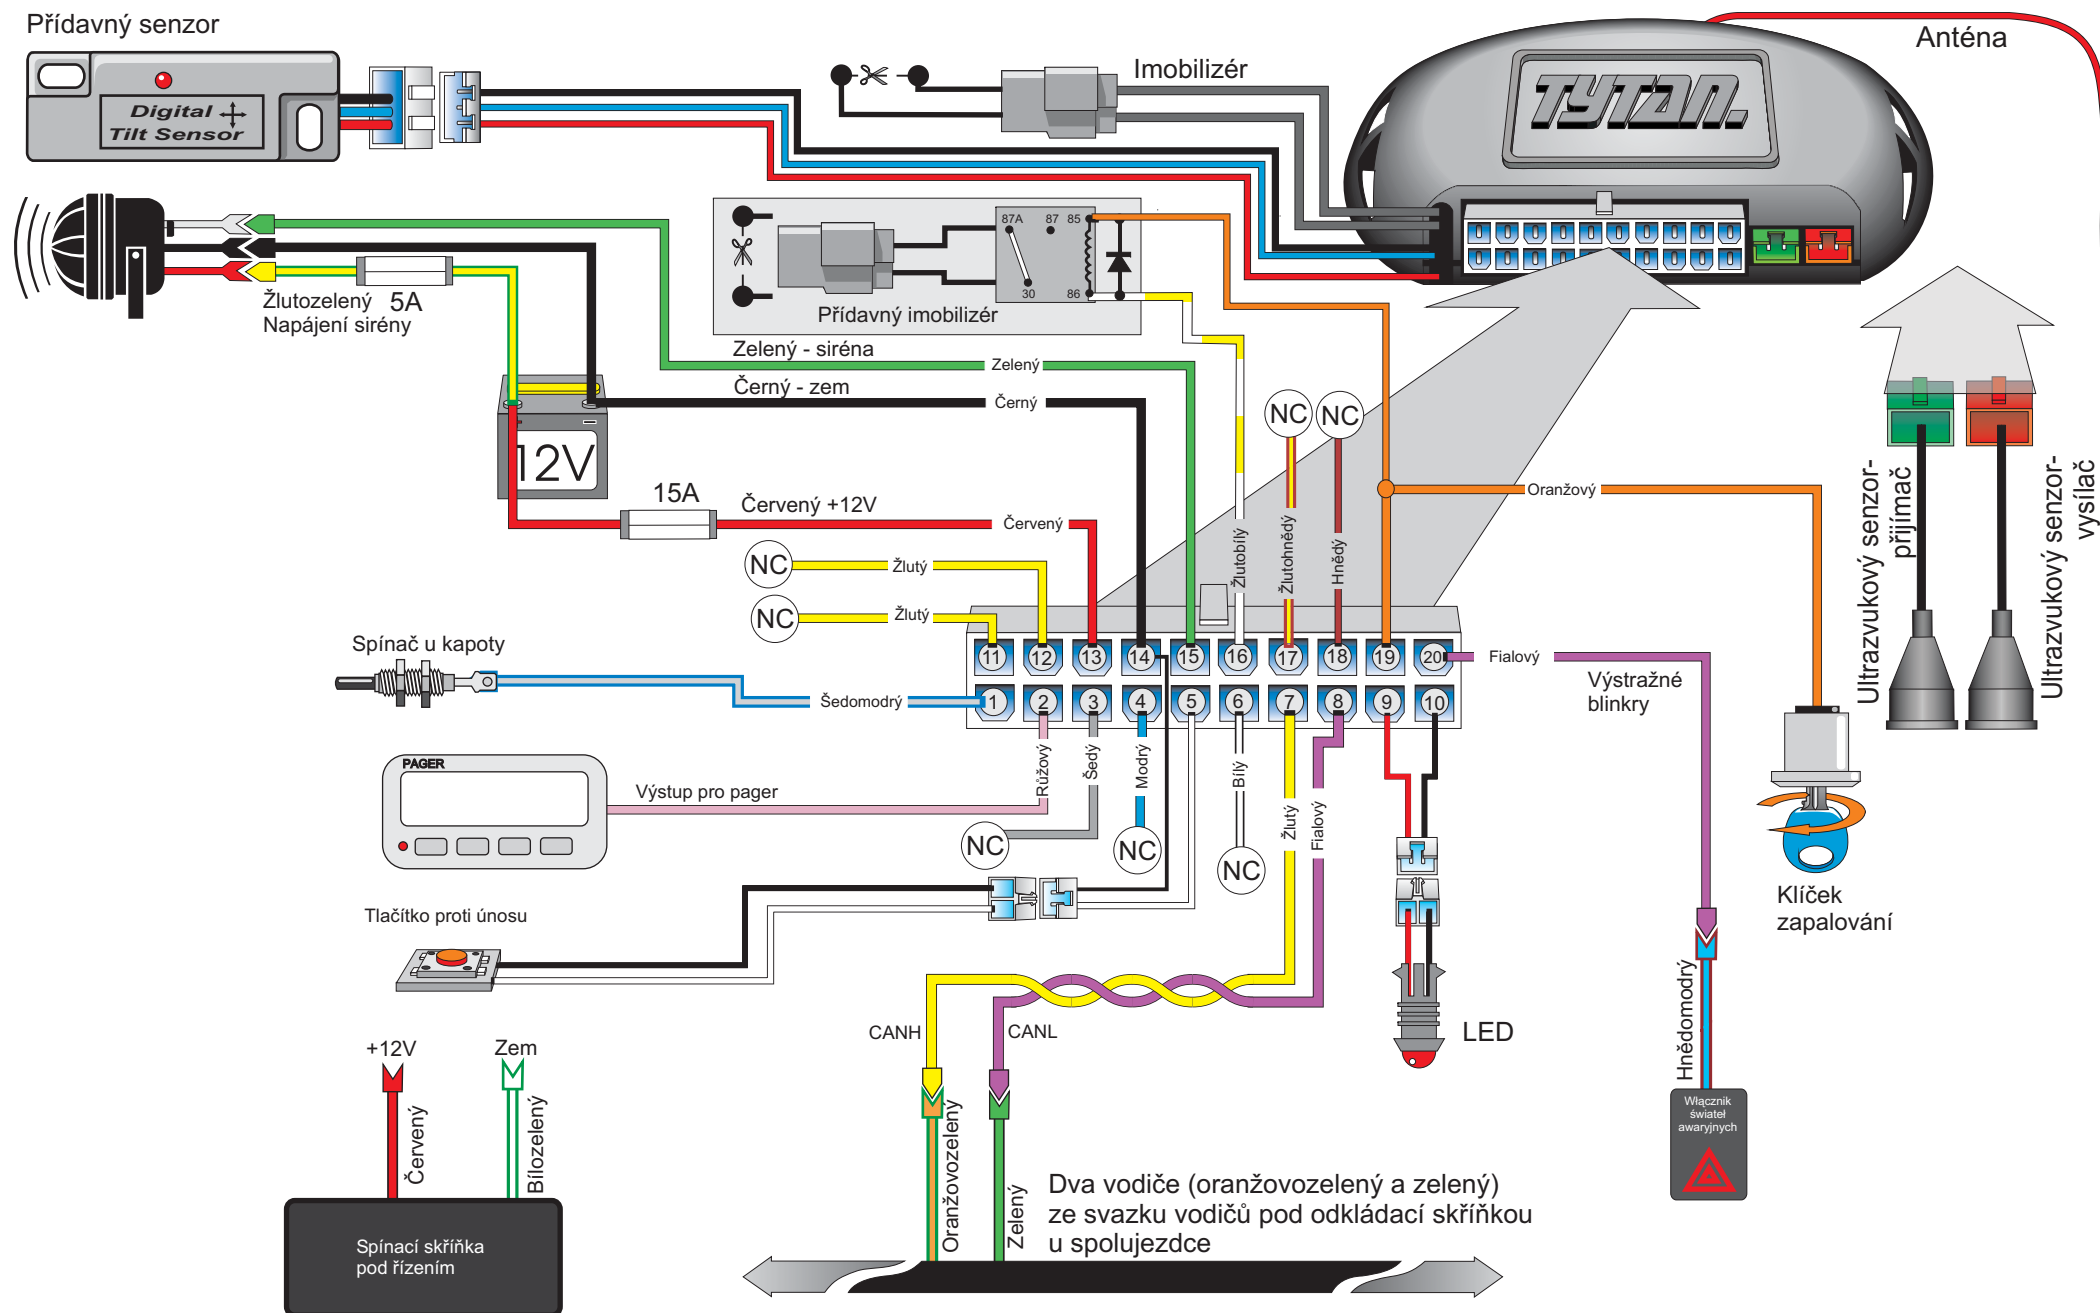 Přídavný senzor
Digital
Tilt Sensor
Imobilizér
TYTAN.
Anténa
Žlutozelený 5A
Napájení sirény
87A 87 85
30 86
Přídavný imobilizér
Zelený - siréna
Zelený
Černý - zem
Černý
12V
15A
Červený +12V
Červený
NC
Žlutý
NC
Žlutý
NC
NC
Žlutobílý
Žlutohnědý
Hnědý
Oranžový
Ultrazvukový senzor-
přijímač
Ultrazvukový senzor-
vysílač
Spínač u kapoty
Šedomodrý
11 12 13 14 15 16 17 18 19 20
1 2 3 4 5 6 7 8 9 10
Fialový
Výstražné
blinkry
PAGER
Výstup pro pager
Růžový
Šedý
Modrý
Bílý
Žlutý
Fialový
NC
NC
NC
Tlačítko proti únosu
Klíček
zapalování
CANH
CANL
LED
Hnědomodrý
Włącznik
świateł
awaryjnych
+12V
Zem
Červený
Bílozelený
Spínací skříňka
pod řízením
Oranžovozelený
Zelený
Dva vodiče (oranžovozelený a zelený)
ze svazku vodičů pod odkládací skříňkou
u spolujezdce